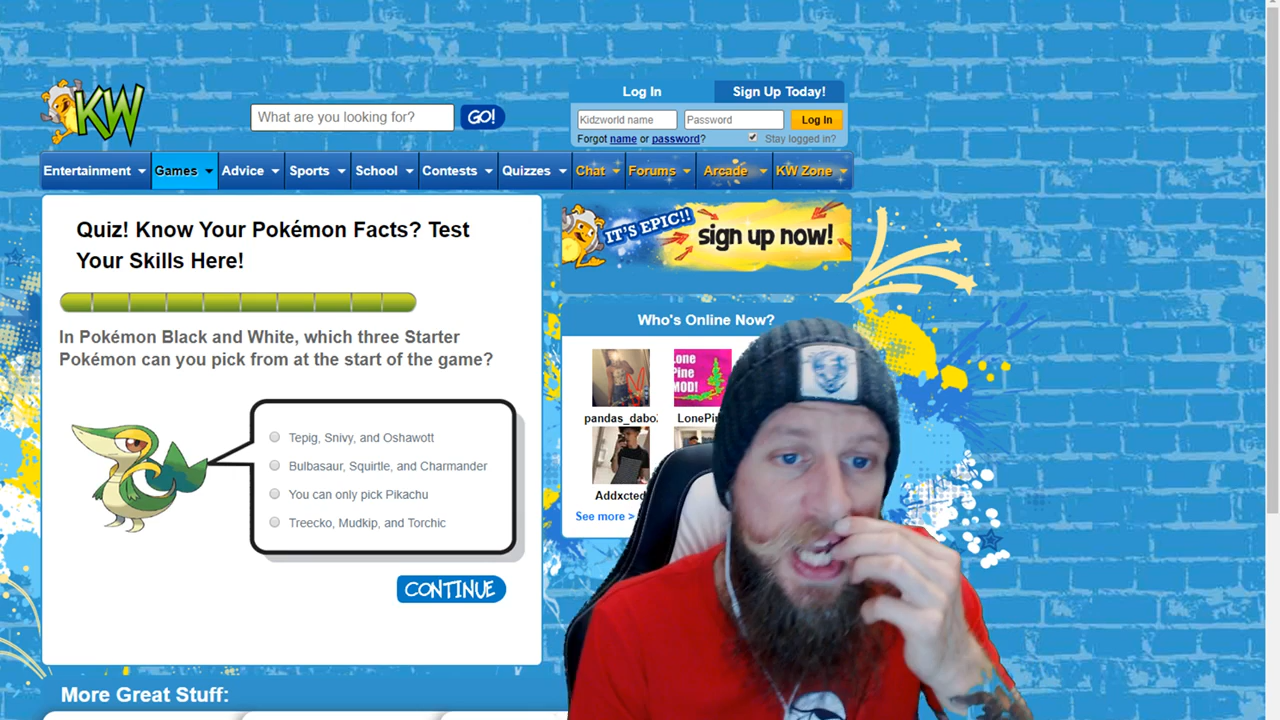 KW
What are you looking for?
GO!
Log In
Sign Up Today!
Kidzworld name
Password
Log In
Forgot name or password?
Stay logged in?
Entertainment
Games
Advice
Sports
School
Contests
Quizzes
Chat
Forums
Arcade
KW Zone
Quiz! Know Your Pokémon Facts? Test
Your Skills Here!
In Pokémon Black and White, which three Starter
Pokémon can you pick from at the start of the game?
Tepig, Snivy, and Oshawott
Bulbasaur, Squirtle, and Charmander
You can only pick Pikachu
Treecko, Mudkip, and Torchic
CONTINUE
IT'S EPIC!!
sign up now!
Who's Online Now?
Lone
Pine
MOD!
pandas_dabo
LonePi
Addxcted
See more >
More Great Stuff: